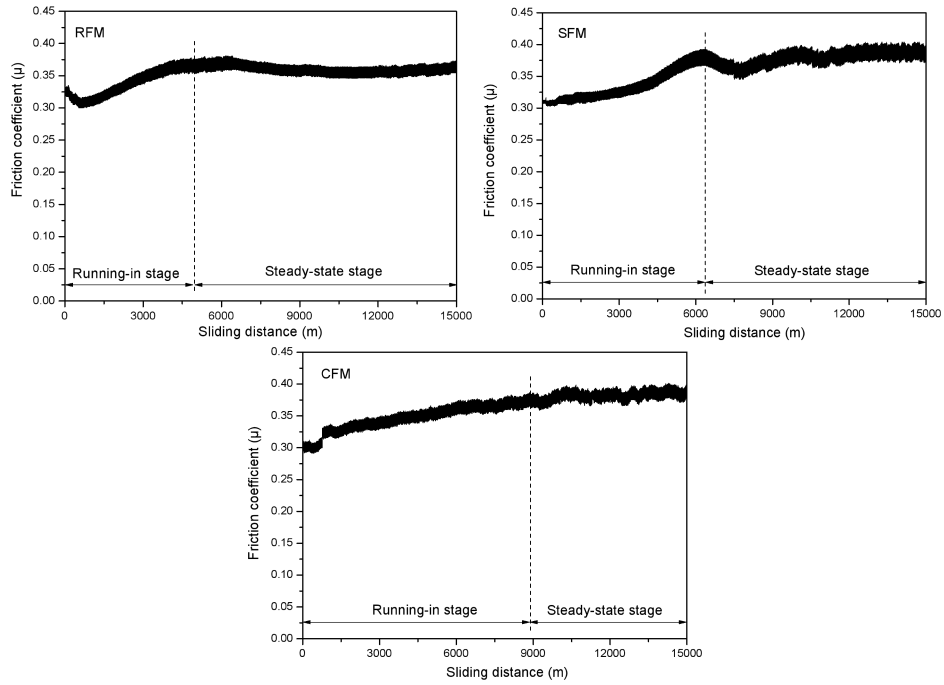 RFM
Friction coefficient (μ)
0.45
0.40
0.35
0.30
0.25
0.20
0.15
0.10
0.05
0.00
Running-in stage
Steady-state stage
0 3000 6000 9000 12000 15000
Sliding distance (m)
SFM
Friction coefficient (μ)
0.45
0.40
0.35
0.30
0.25
0.20
0.15
0.10
0.05
0.00
Running-in stage
Steady-state stage
0 3000 6000 9000 12000 15000
Sliding distance (m)
CFM
Friction coefficient (μ)
0.45
0.40
0.35
0.30
0.25
0.20
0.15
0.10
0.05
0.00
Running-in stage
Steady-state stage
0 3000 6000 9000 12000 15000
Sliding distance (m)